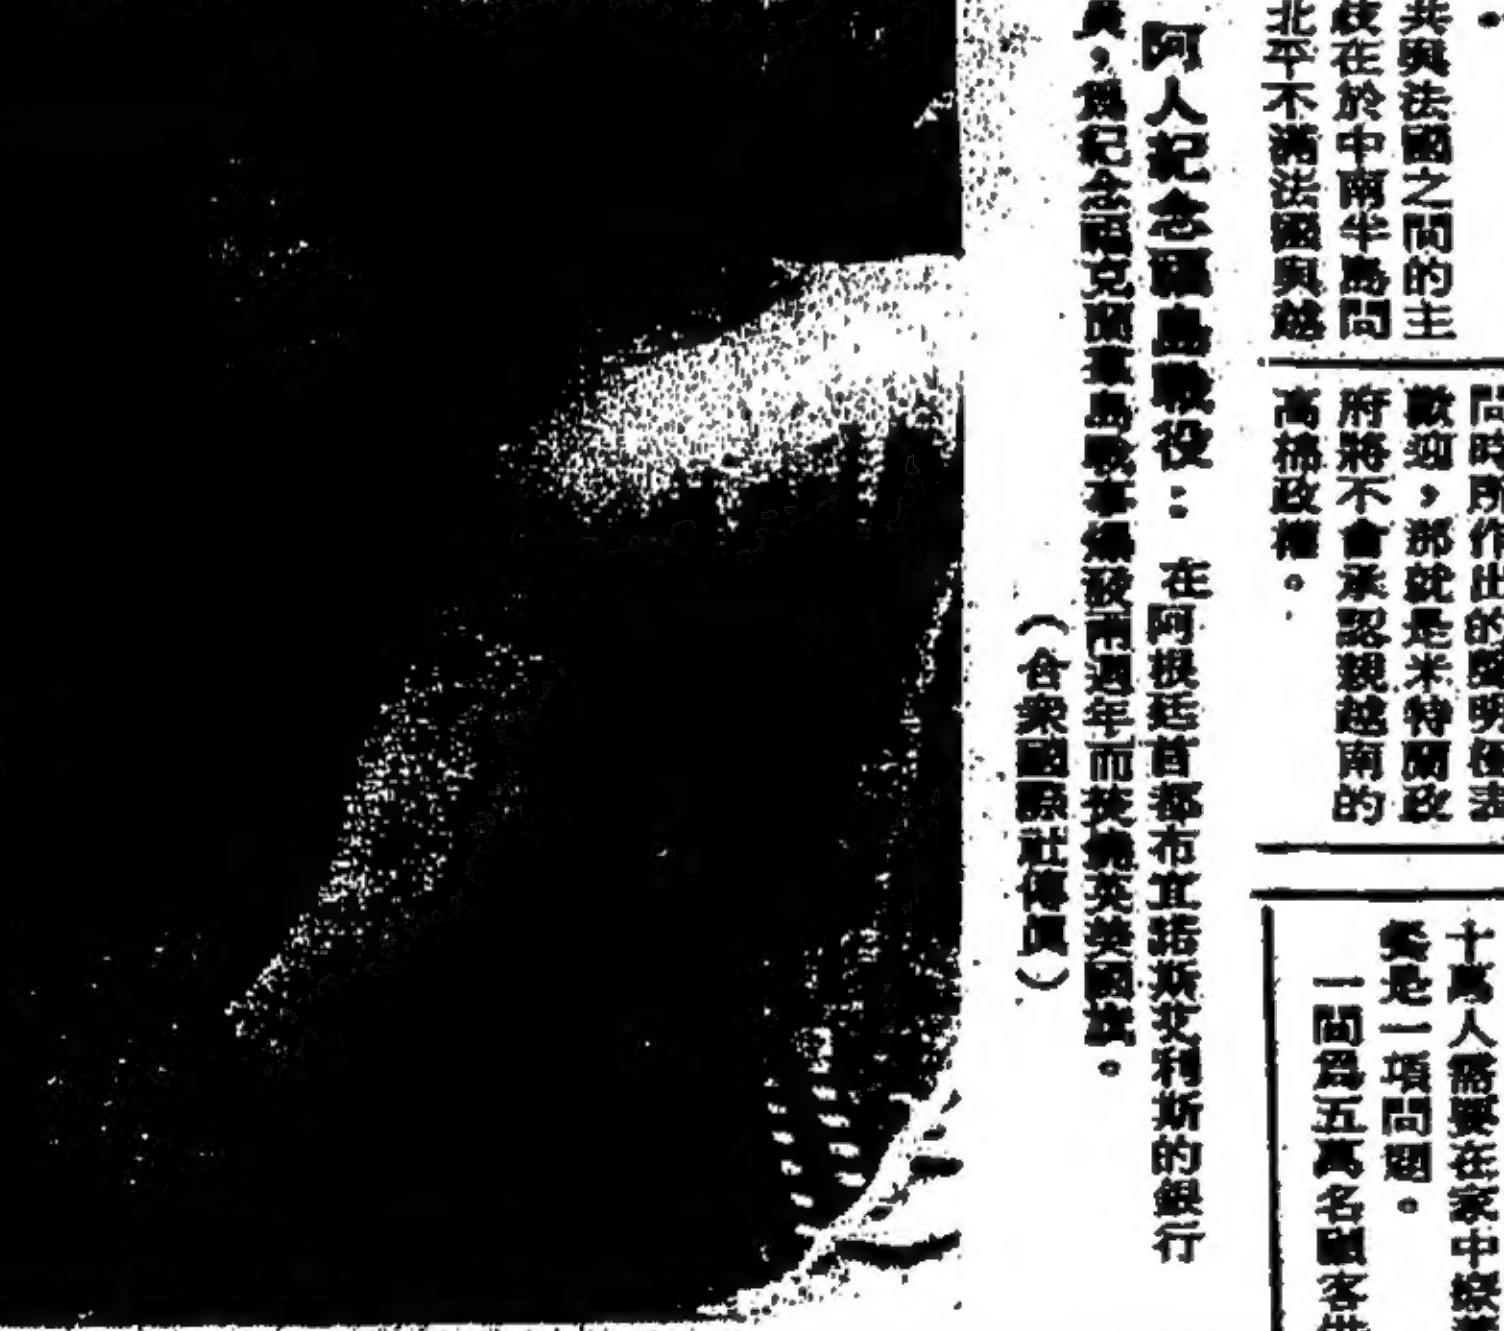 共與法國之間的主
歧在於中南半島問
北平不滿法國與越
問時所作出的聲明後表
歡迎，那就是米特蘭政
府將不會承認親越南的
高棉政權。
十萬人需要在家中
是一項問題。
一間爲五萬名顧客供
阿人紀念福島戰役： 在阿根廷首都布宜諾斯艾利斯的銀行
員，爲紀念福克蘭羣島戰事爆發兩週年而焚燒英美國旗。
（合衆國際社傳眞）